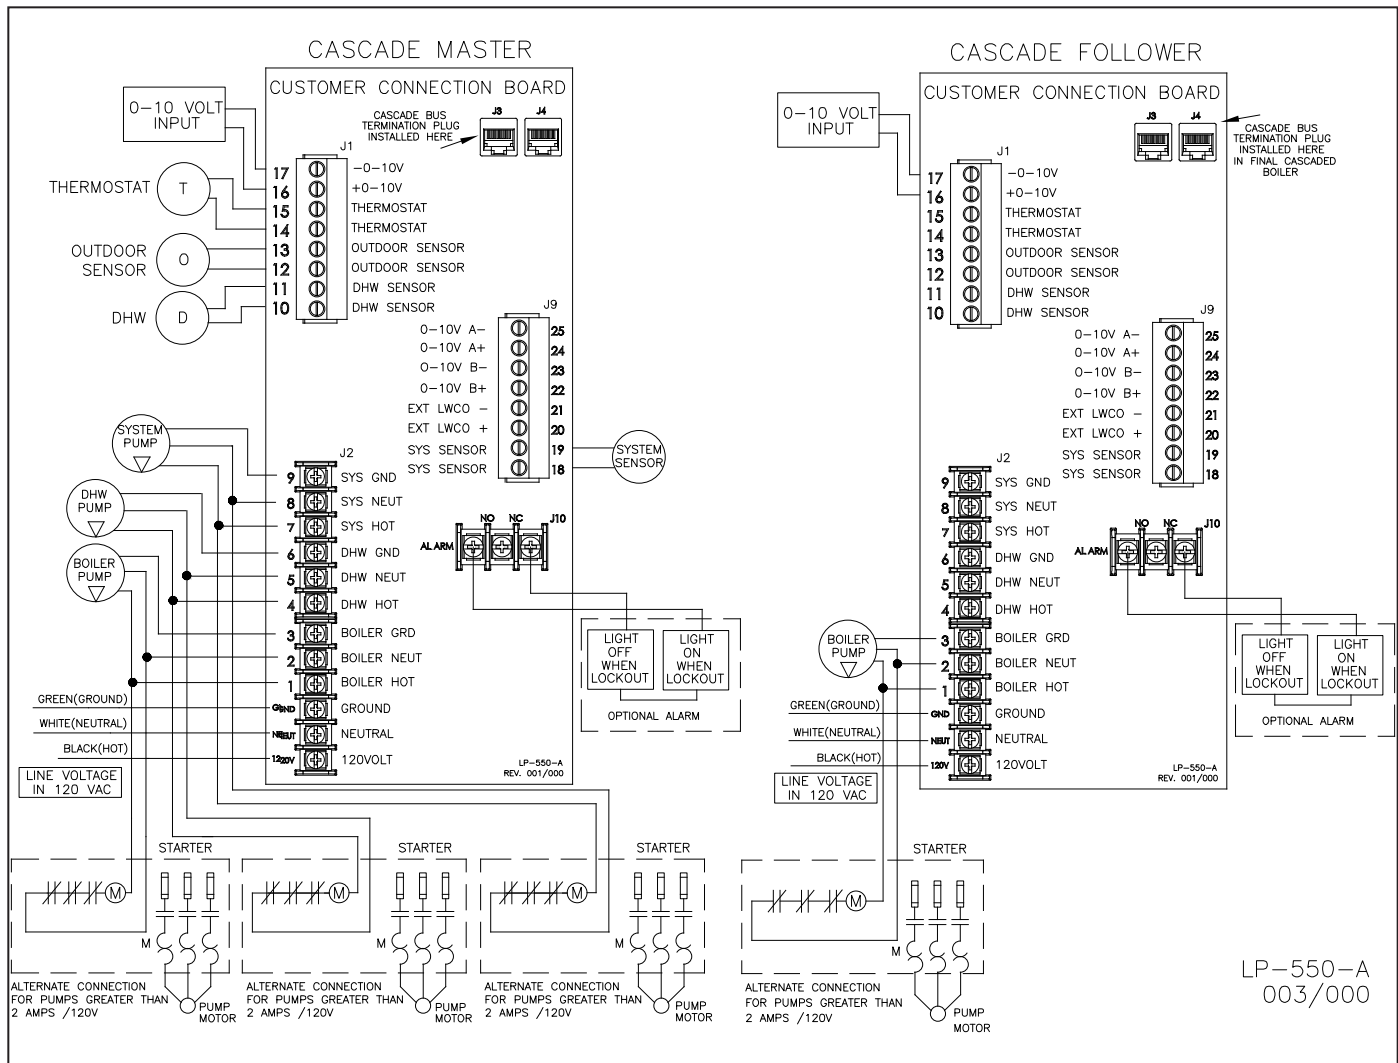 CASCADE MASTER
CUSTOMER CONNECTION BOARD
0-10 VOLT
INPUT
CASCADE BUS
TERMINATION PLUG
INSTALLED HERE
J3
J4
J1
17 -0-10V
16 +0-10V
THERMOSTAT
T
15 THERMOSTAT
14 THERMOSTAT
OUTDOOR
SENSOR
O
13 OUTDOOR SENSOR
12 OUTDOOR SENSOR
DHW
D
11 DHW SENSOR
10 DHW SENSOR
J9
0-10V A- 25
0-10V A+ 24
0-10V B- 23
0-10V B+ 22
EXT LWCO - 21
EXT LWCO + 20
SYS SENSOR 19
SYS SENSOR 18
SYSTEM
SENSOR
SYSTEM
PUMP
DHW
PUMP
BOILER
PUMP
J2
9 SYS GND
8 SYS NEUT
7 SYS HOT
6 DHW GND
5 DHW NEUT
4 DHW HOT
3 BOILER GRD
2 BOILER NEUT
1 BOILER HOT
GREEN(GROUND)
GND GROUND
WHITE(NEUTRAL)
NEUT NEUTRAL
BLACK(HOT)
120V 120VOLT
LINE VOLTAGE
IN 120 VAC
NO
NC
J10
ALARM
LIGHT
OFF
WHEN
LOCKOUT
LIGHT
ON
WHEN
LOCKOUT
OPTIONAL ALARM
LP-550-A
REV. 001/000
STARTER
M
M
ALTERNATE CONNECTION
FOR PUMPS GREATER THAN
2 AMPS /120V
PUMP
MOTOR
STARTER
M
M
ALTERNATE CONNECTION
FOR PUMPS GREATER THAN
2 AMPS /120V
PUMP
MOTOR
STARTER
M
M
ALTERNATE CONNECTION
FOR PUMPS GREATER THAN
2 AMPS /120V
PUMP
MOTOR
CASCADE FOLLOWER
CUSTOMER CONNECTION BOARD
0-10 VOLT
INPUT
J3
J4
CASCADE BUS
TERMINATION PLUG
INSTALLED HERE
IN FINAL CASCADED
BOILER
J1
17 -0-10V
16 +0-10V
15 THERMOSTAT
14 THERMOSTAT
13 OUTDOOR SENSOR
12 OUTDOOR SENSOR
11 DHW SENSOR
10 DHW SENSOR
J9
0-10V A- 25
0-10V A+ 24
0-10V B- 23
0-10V B+ 22
EXT LWCO - 21
EXT LWCO + 20
SYS SENSOR 19
SYS SENSOR 18
J2
9 SYS GND
8 SYS NEUT
7 SYS HOT
6 DHW GND
5 DHW NEUT
4 DHW HOT
BOILER
PUMP
3 BOILER GRD
2 BOILER NEUT
1 BOILER HOT
GREEN(GROUND)
GND GROUND
WHITE(NEUTRAL)
NEUT NEUTRAL
BLACK(HOT)
120V 120VOLT
LINE VOLTAGE
IN 120 VAC
NO
NC
J10
ALARM
LIGHT
OFF
WHEN
LOCKOUT
LIGHT
ON
WHEN
LOCKOUT
OPTIONAL ALARM
LP-550-A
REV. 001/000
STARTER
M
M
ALTERNATE CONNECTION
FOR PUMPS GREATER THAN
2 AMPS /120V
PUMP
MOTOR
LP-550-A
003/000